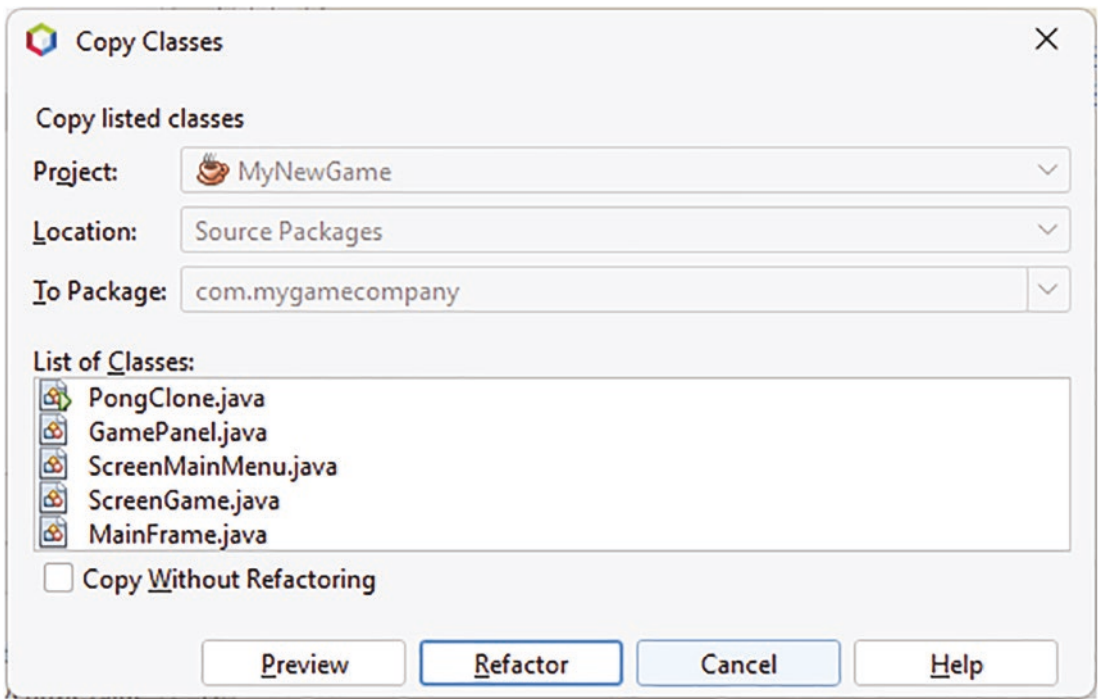 Copy Classes
Copy listed classes
Project: MyNewGame
Location: Source Packages
To Package: com.mygamecompany
List of Classes:
PongClone.java
GamePanel.java
ScreenMainMenu.java
ScreenGame.java
MainFrame.java
Copy Without Refactoring
Preview Refactor Cancel Help